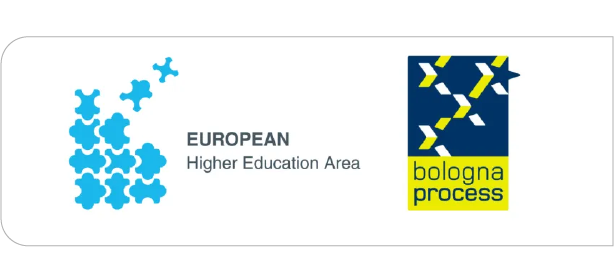 EUROPEAN
Higher Education Area
bologna
process